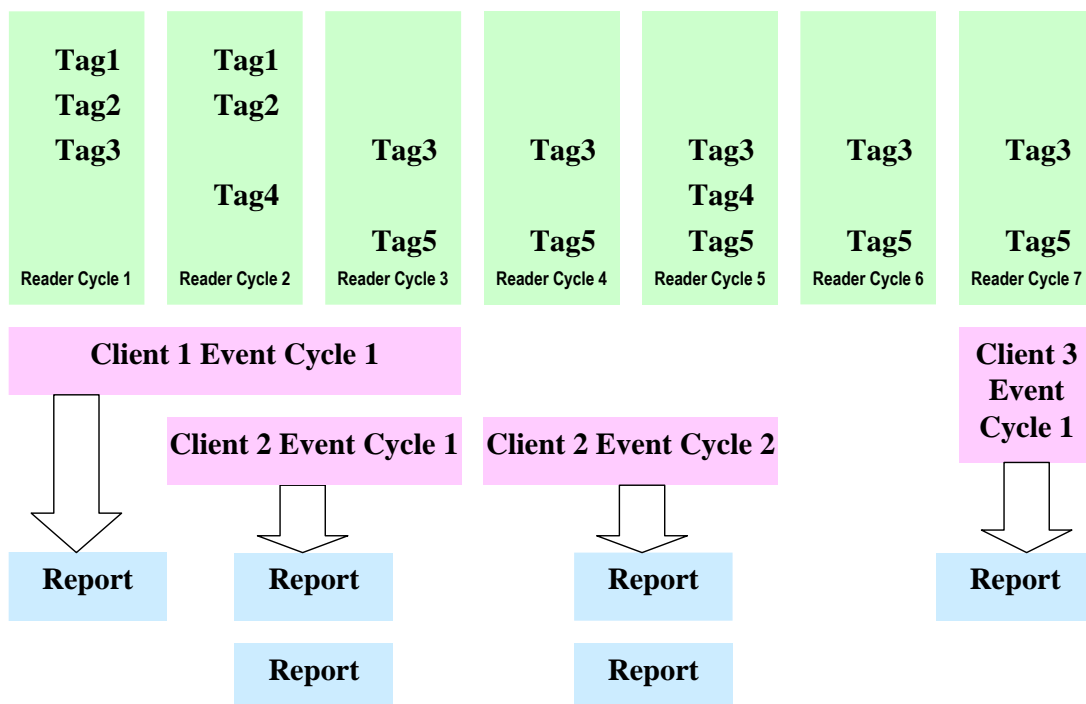 Tag1
Tag2
Tag3
Reader Cycle 1
Tag1
Tag2
Tag4
Reader Cycle 2
Tag3
Tag5
Reader Cycle 3
Tag3
Tag5
Reader Cycle 4
Tag3
Tag4
Tag5
Reader Cycle 5
Tag3
Tag5
Reader Cycle 6
Tag3
Tag5
Reader Cycle 7
Client 1 Event Cycle 1
Client 3
Event
Cycle 1
Client 2 Event Cycle 1
Client 2 Event Cycle 2
Report
Report
Report
Report
Report
Report